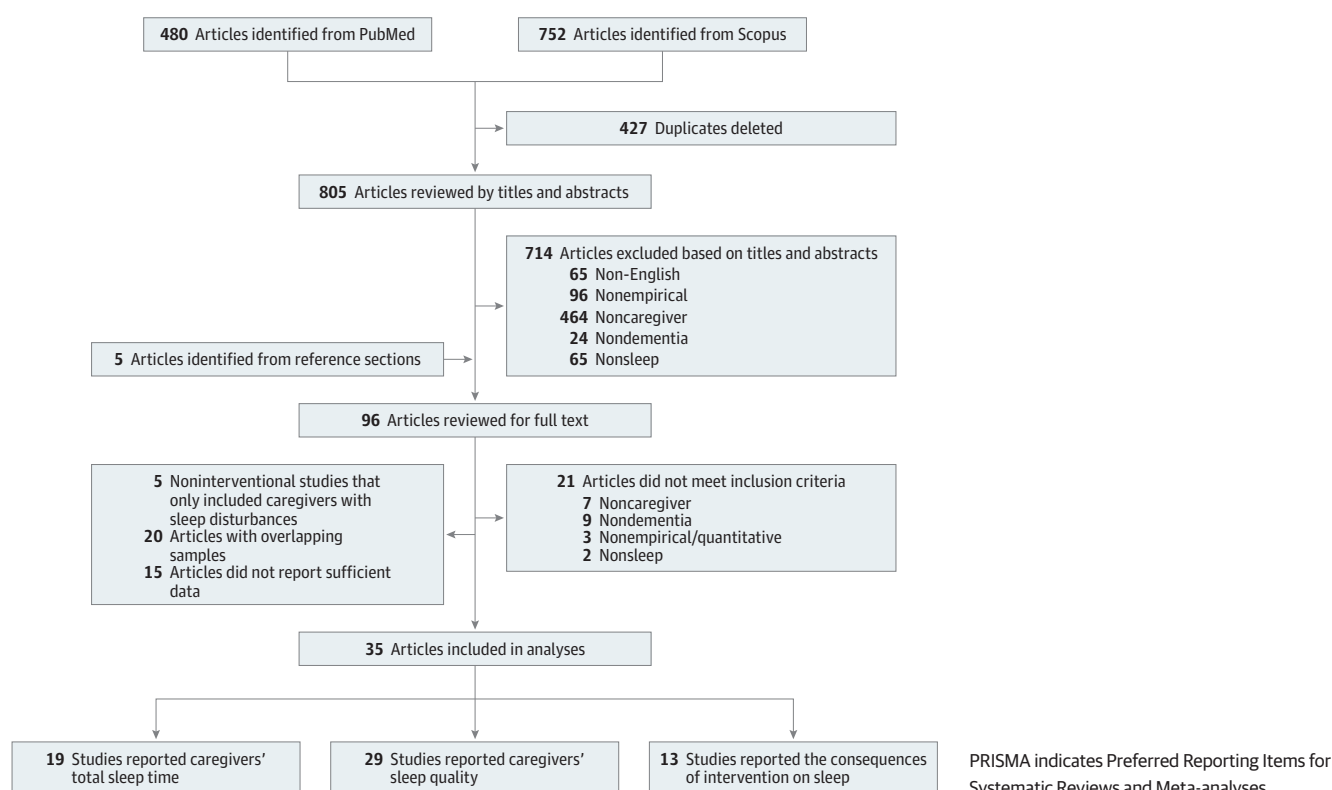 480 Articles identified from PubMed
752 Articles identified from Scopus
427 Duplicates deleted
805 Articles reviewed by titles and abstracts
714 Articles excluded based on titles and abstracts
65 Non-English
96 Nonempirical
464 Noncaregiver
24 Nondementia
65 Nonsleep
5 Articles identified from reference sections
96 Articles reviewed for full text
5 Noninterventional studies that
only included caregivers with
sleep disturbances
20 Articles with overlapping
samples
15 Articles did not report sufficient
data
21 Articles did not meet inclusion criteria
7 Noncaregiver
9 Nondementia
3 Nonempirical/quantitative
2 Nonsleep
35 Articles included in analyses
19 Studies reported caregivers'
total sleep time
29 Studies reported caregivers'
sleep quality
13 Studies reported the consequences
of intervention on sleep
PRISMA indicates Preferred Reporting Items for
Systematic Reviews and Meta-analyses